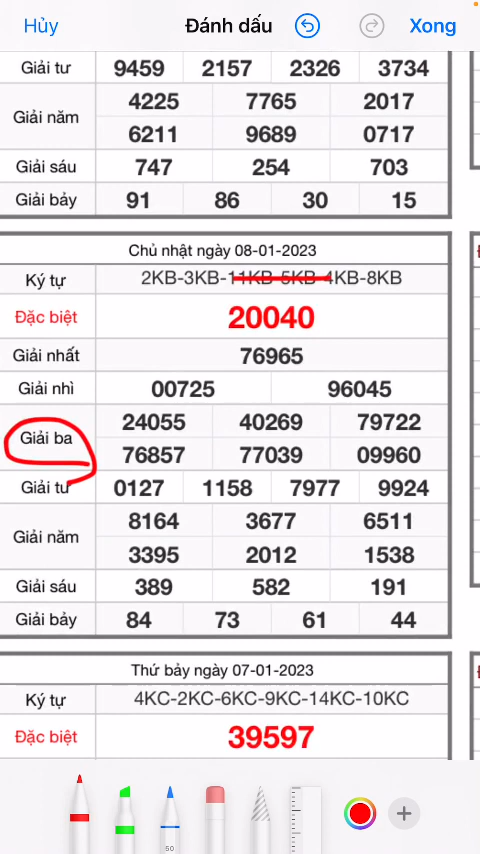 Hủy Đánh dấu Xong
Giải tư 9459 2157 2326 3734
4225 7765 2017
Giải năm
6211 9689 0717
Giải sáu 747 254 703
Giải bảy 91 86 30 15
Chủ nhật ngày 08-01-2023
Ký tự 2KB-3KB-11KB-5KB-4KB-8KB
Đặc biệt 20040
Giải nhất 76965
Giải nhì 00725 96045
24055 40269 79722
Giải ba
76857 77039 09960
Giải tư 0127 1158 7977 9924
8164 3677 6511
Giải năm
3395 2012 1538
Giải sáu 389 582 191
Giải bảy 84 73 61 44
Thứ bảy ngày 07-01-2023
Ký tự 4KC-2KC-6KC-9KC-14KC-10KC
Đặc biệt 39597
50